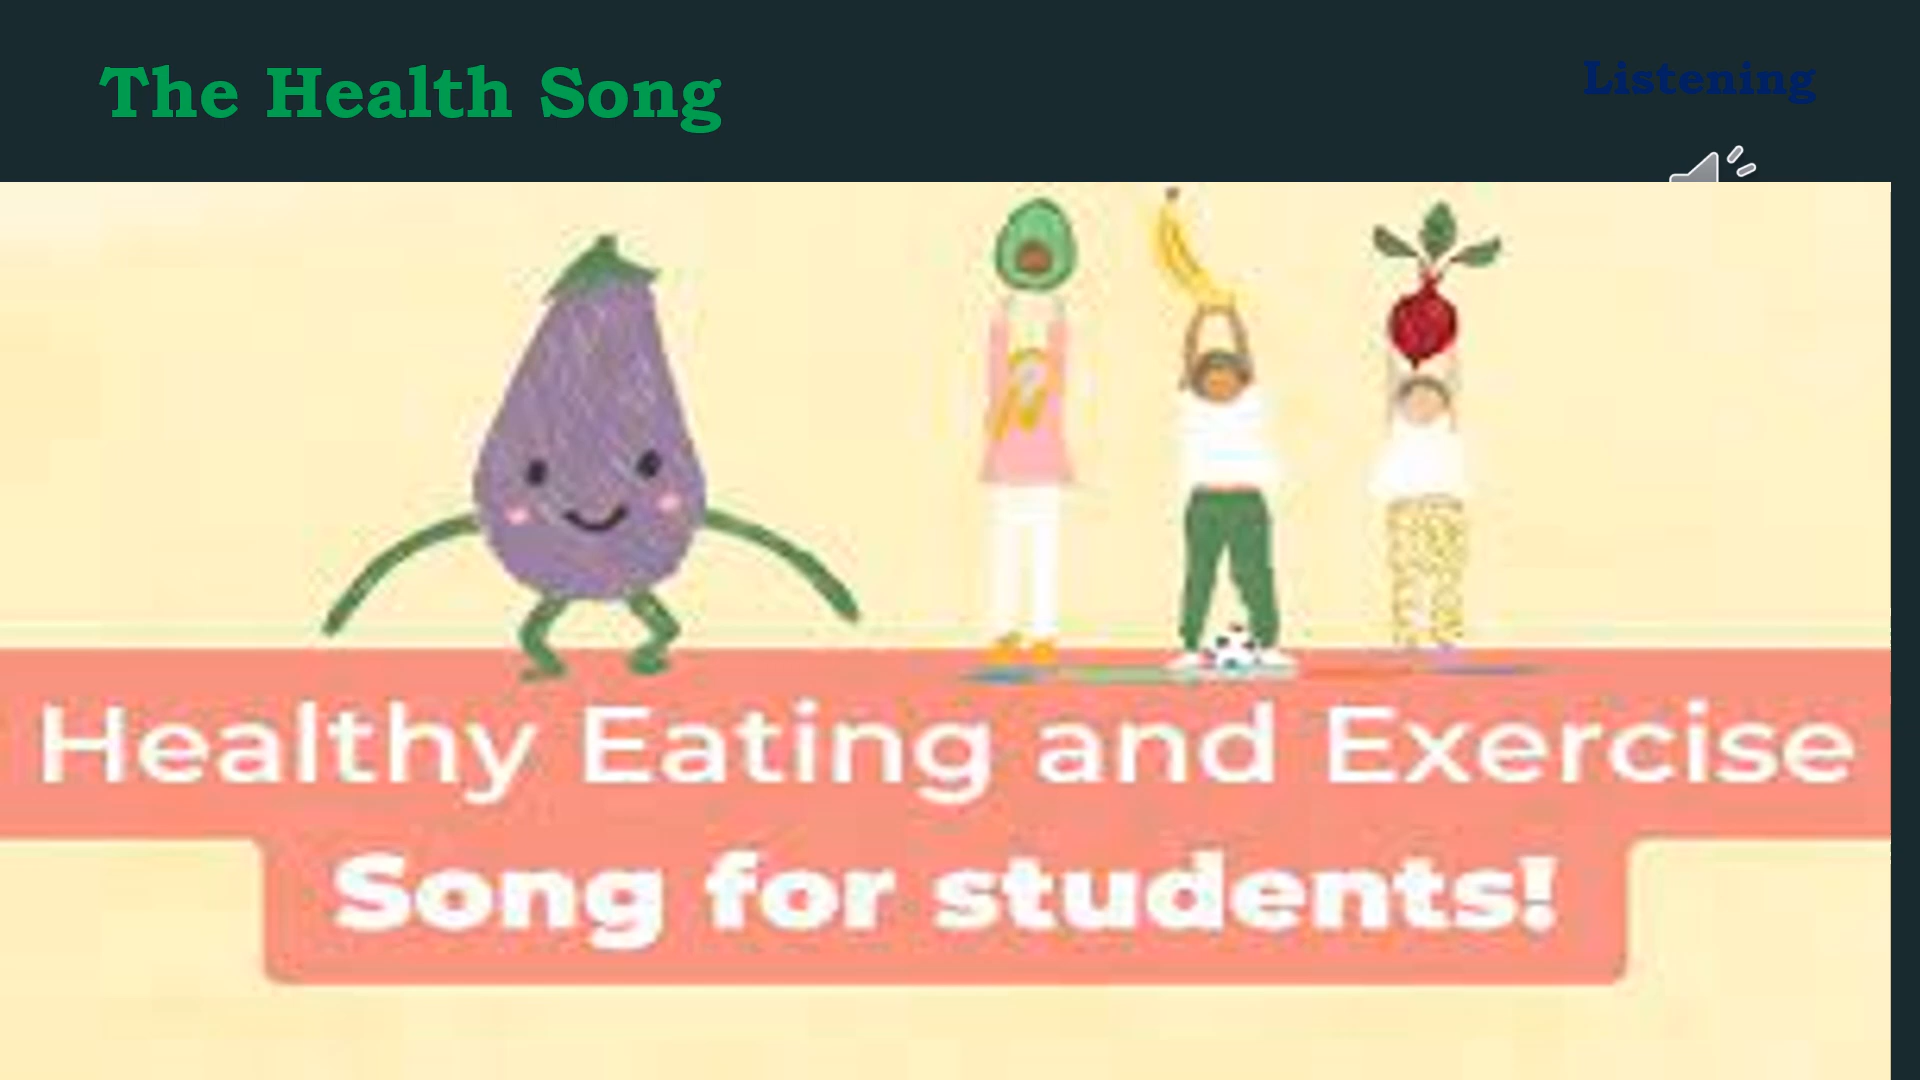 The Health Song
Listening
Healthy Eating and Exercise
Song for students!